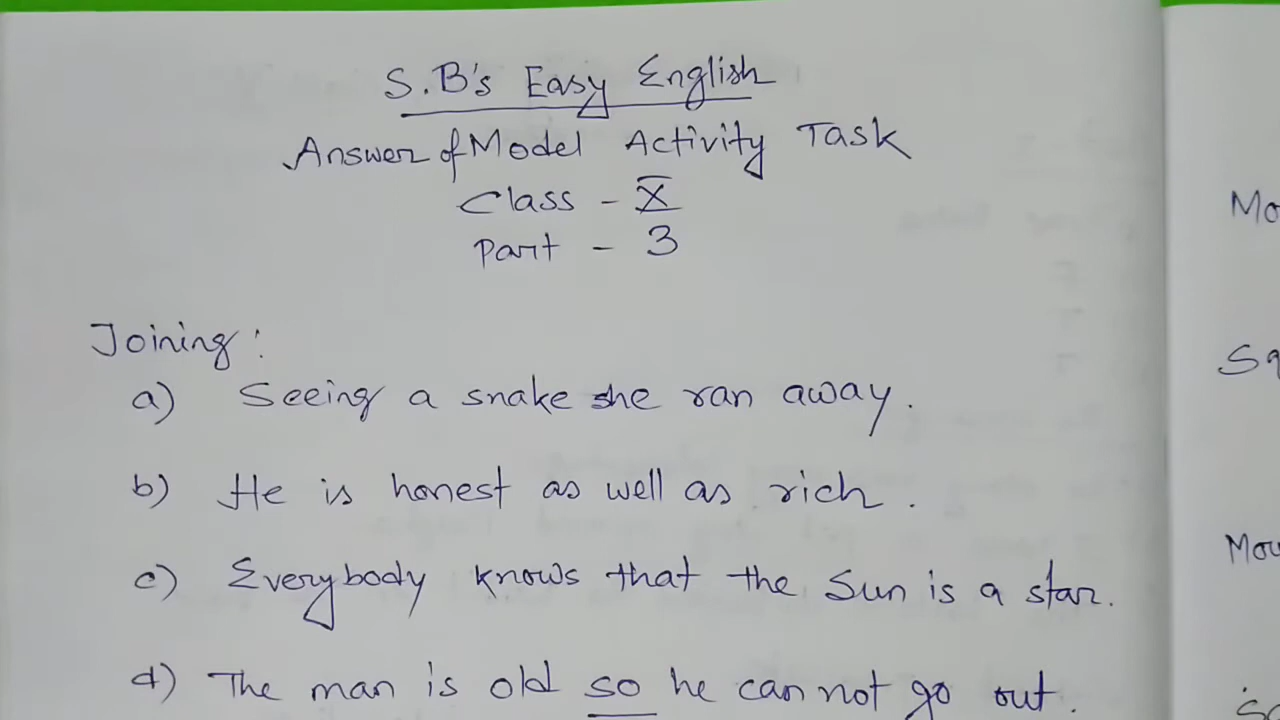 S.B's Easy English
Answer of Model Activity Task
Class - X
Part - 3
Joining:
a) Seeing a snake she ran away.
b) He is honest as well as rich.
c) Everybody knows that the Sun is a star.
d) The man is old so he can not go out.